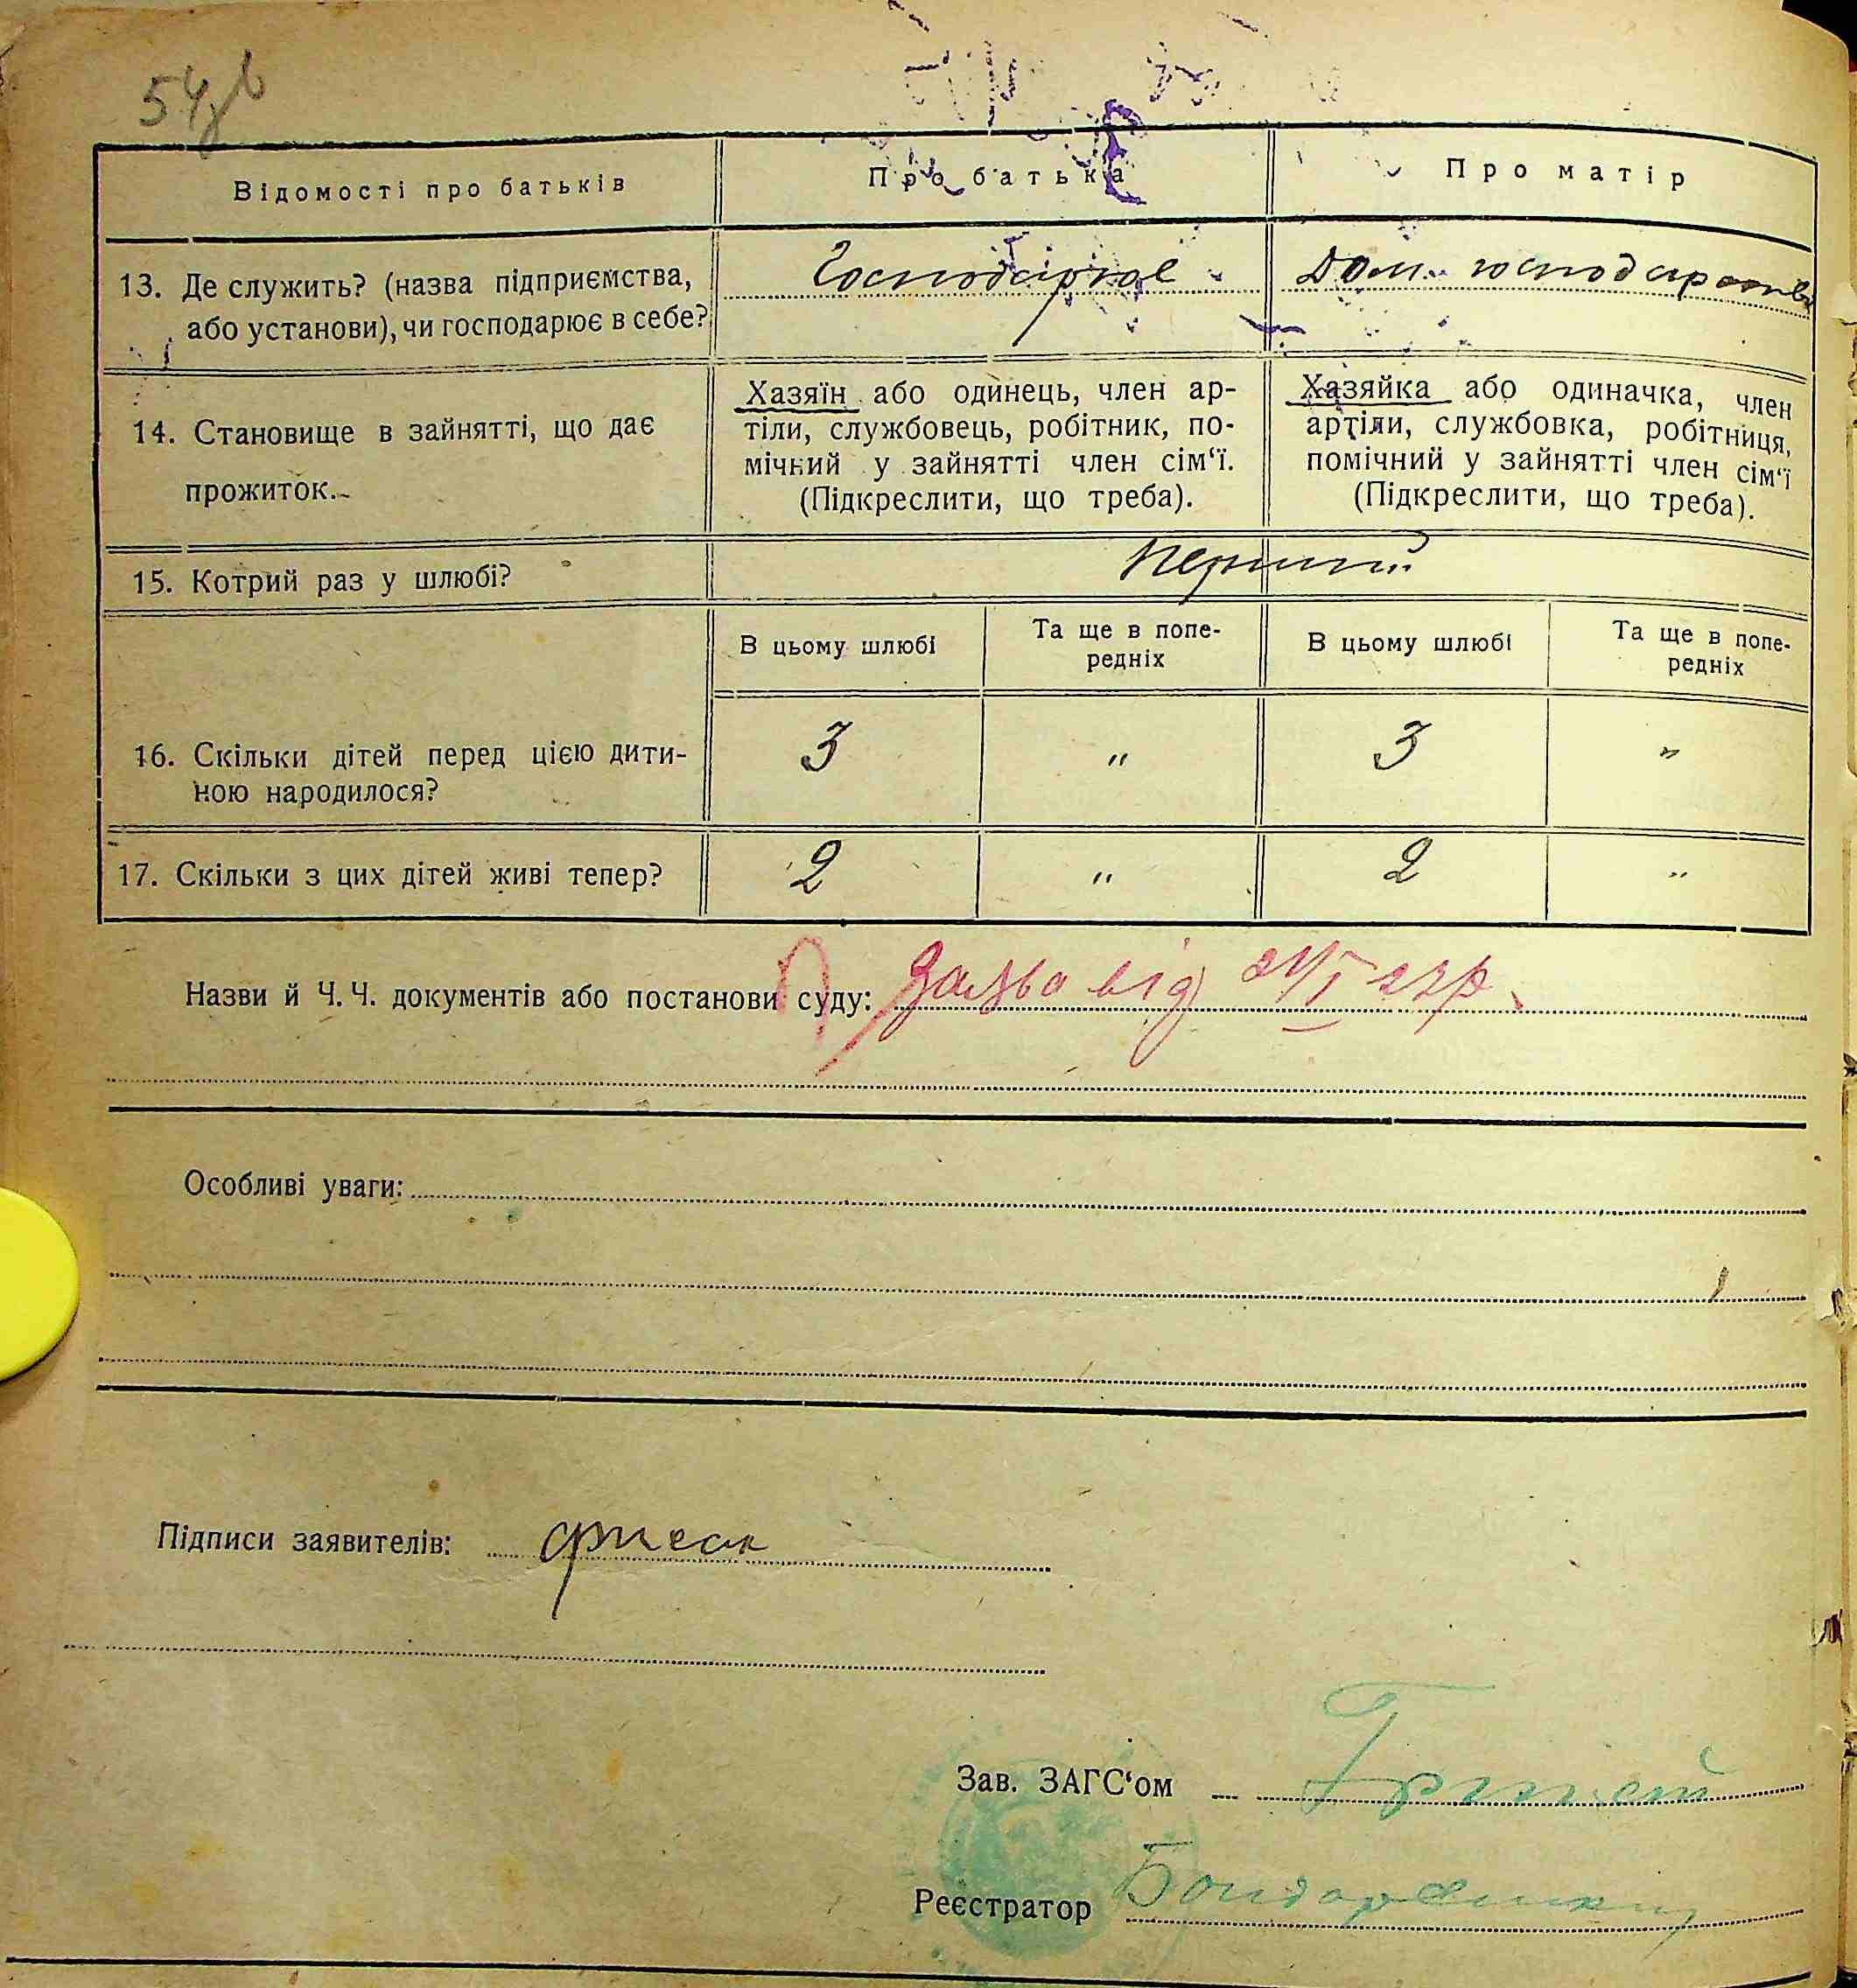 54
Відомості про батьків
Про батька
Про матір
13. Де служить? (назва підприємства,
або установи), чи господарює в себе?
Господарює
Дом. господарство
14. Становище в зайнятті, що дає
прожиток.
Хазяїн або одинець, член ар-
тіли, службовець, робітник, по-
мічний у зайнятті член сім‘ї.
(Підкреслити, що треба).
Хазяйка або одиначка, член
артіли, службовка, робітниця,
помічний у зайнятті член сім‘ї
(Підкреслити, що треба).
15. Котрий раз у шлюбі?
перший
В цьому шлюбі
Та ще в попе-
редніх
В цьому шлюбі
Та ще в попе-
редніх
16. Скільки дітей перед цією дити-
ною народилося?
3 " 3 "
17. Скільки з цих дітей живі тепер?
2 " 2 "
Назви й Ч. Ч. документів або постанови суду: Заява від
Особливі уваги:
Підписи заявителів:
Зав. ЗАГС‘ом
Реєстратор